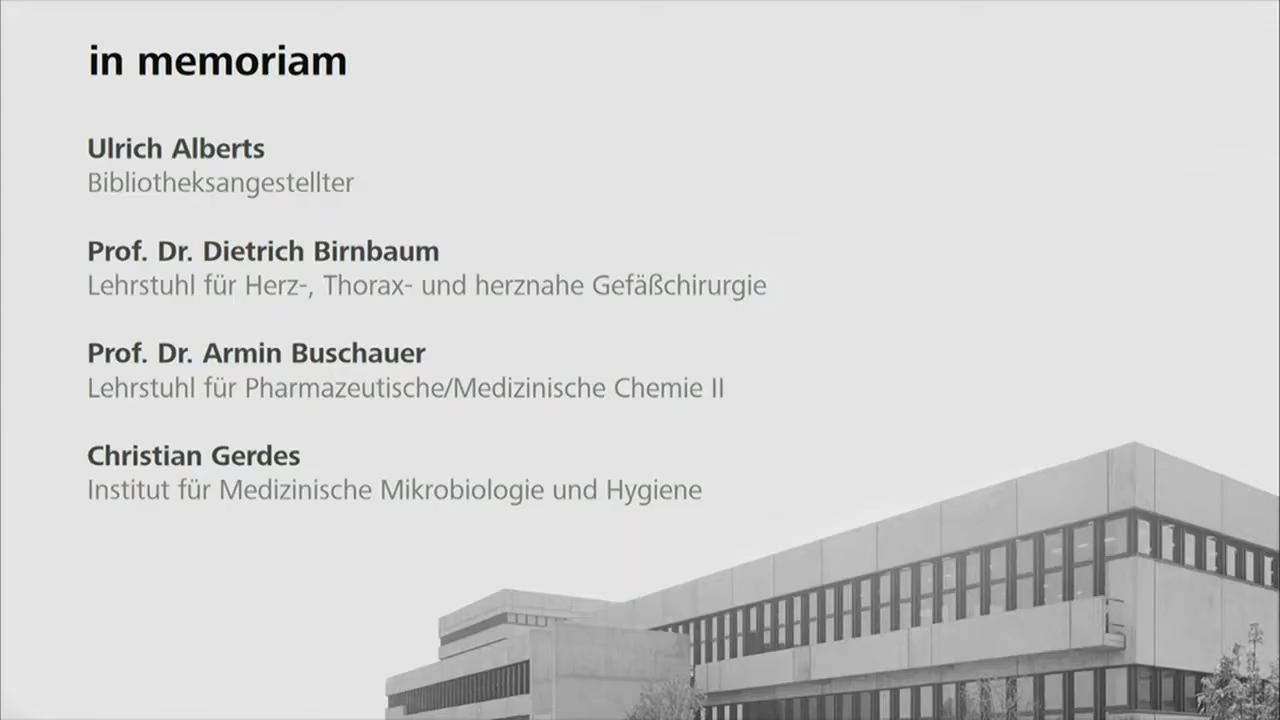 in memoriam
Ulrich Alberts
Bibliotheksangestellter
Prof. Dr. Dietrich Birnbaum
Lehrstuhl für Herz-, Thorax- und herznahe Gefäßchirurgie
Prof. Dr. Armin Buschauer
Lehrstuhl für Pharmazeutische/Medizinische Chemie II
Christian Gerdes
Institut für Medizinische Mikrobiologie und Hygiene